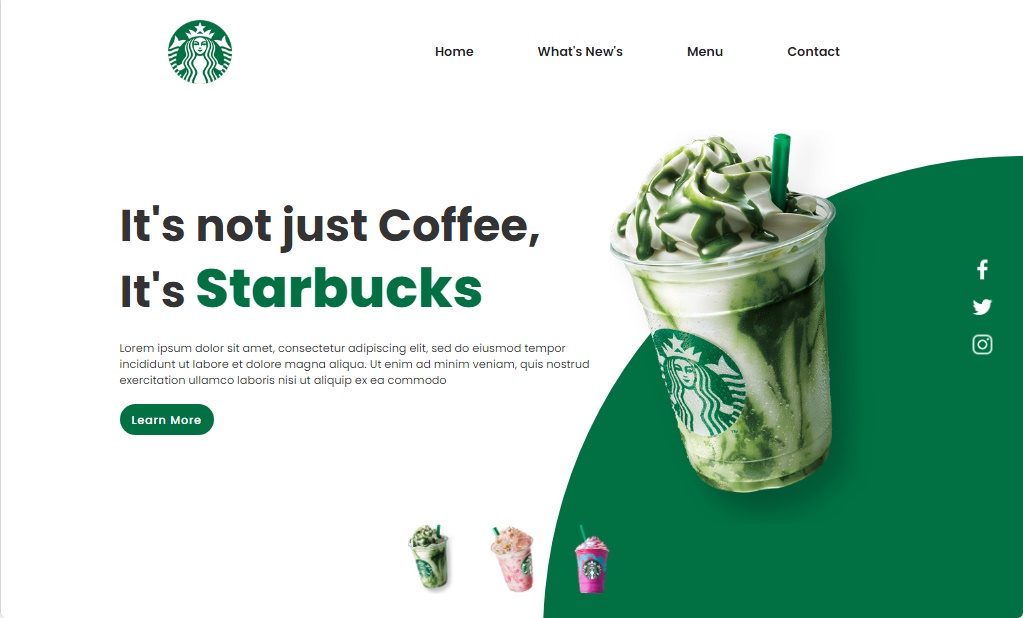 Home What's New's Menu Contact
It's not just Coffee,
It's Starbucks
Lorem ipsum dolor sit amet, consectetur adipiscing elit, sed do eiusmod tempor
incididunt ut labore et dolore magna aliqua. Ut enim ad minim veniam, quis nostrud
exercitation ullamco laboris nisi ut aliquip ex ea commodo
Learn More